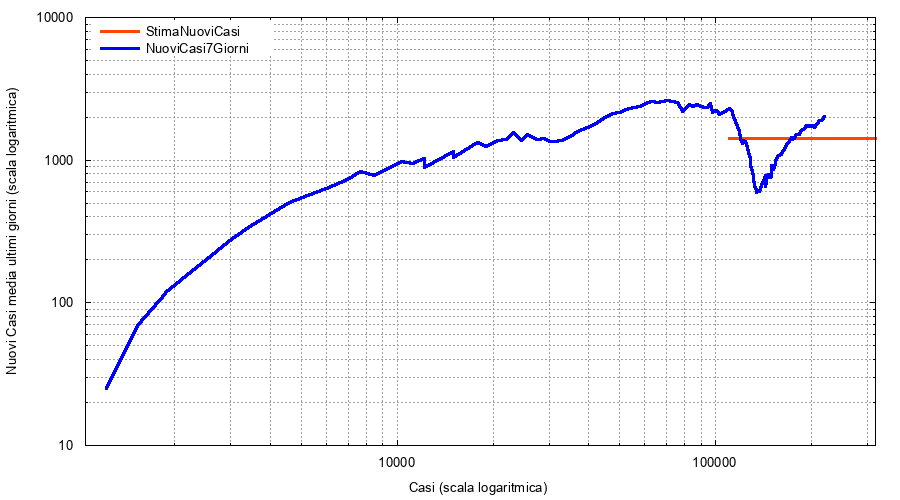 StimaNuoviCasi
NuoviCasi7Giorni
10000
1000
100
10
10000
100000
Nuovi Casi media ultimi giorni (scala logaritmica)
Casi (scala logaritmica)